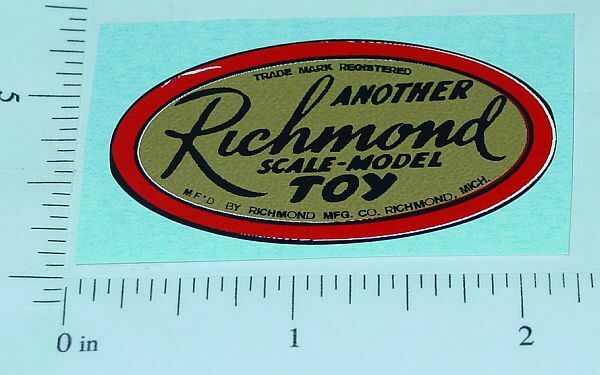 TRADE MARK REGISTERED
ANOTHER
Richmond
SCALE-MODEL
TOY
M'F'D BY RICHMOND MFG. CO. RICHMOND, MICH.
5
0 in 1 2